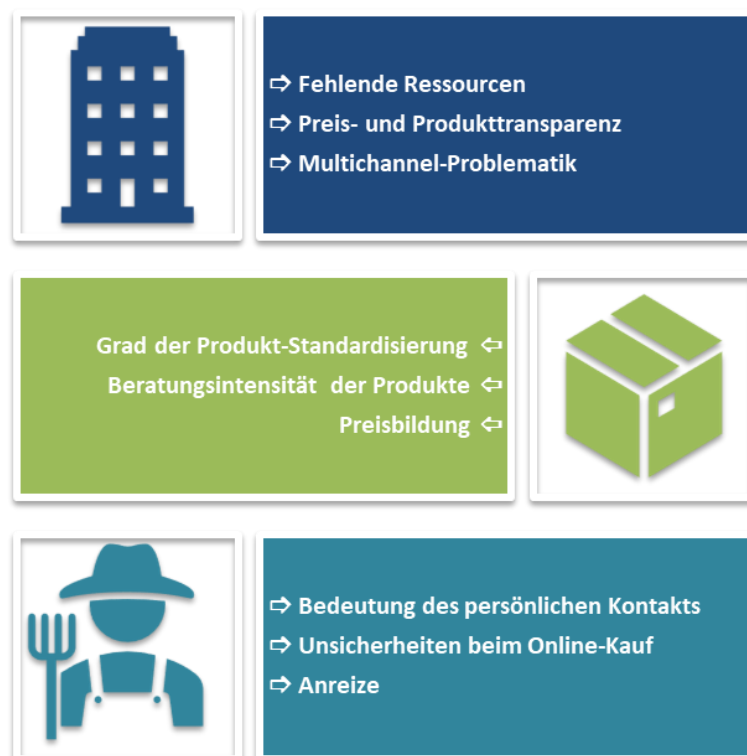 ⇨ Fehlende Ressourcen
⇨ Preis- und Produkttransparenz
⇨ Multichannel-Problematik
Grad der Produkt-Standardisierung ⇦
Beratungsintensität der Produkte ⇦
Preisbildung ⇦
⇨ Bedeutung des persönlichen Kontakts
⇨ Unsicherheiten beim Online-Kauf
⇨ Anreize